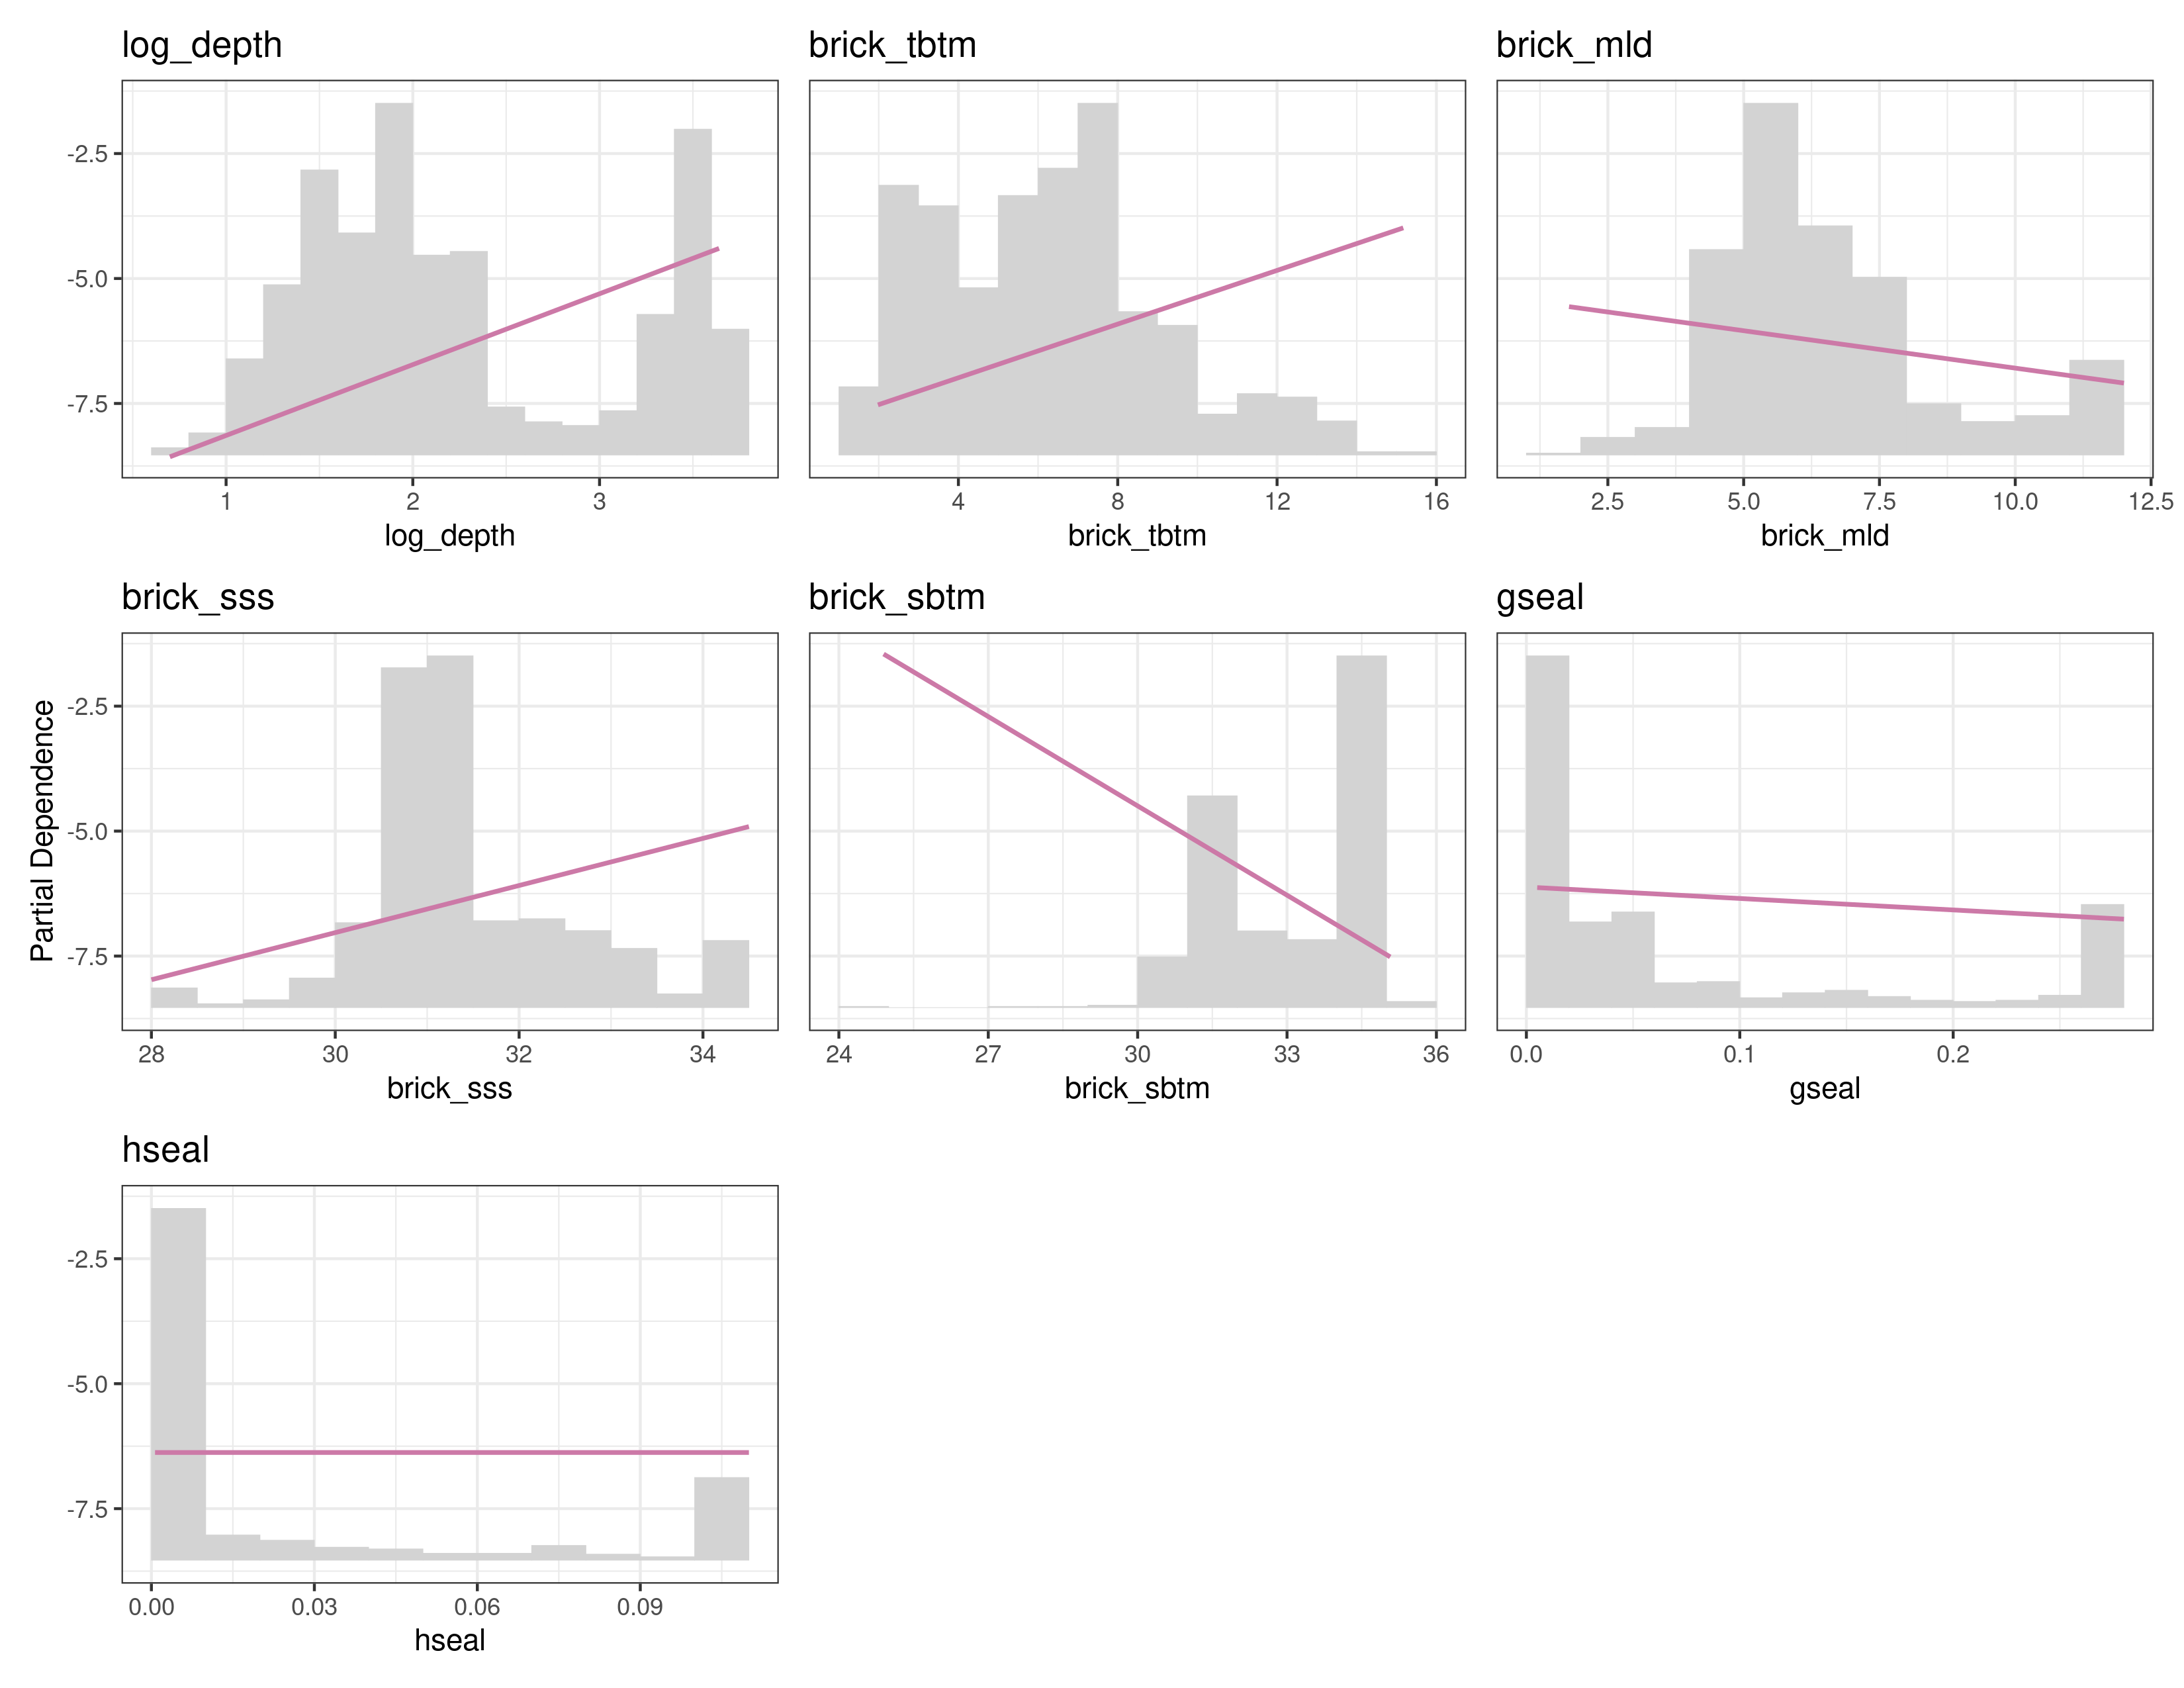 log_depth
brick_tbtm
brick_mld
-2.5
-5.0
-7.5
1 2 3
4 8 12 16
2.5 5.0 7.5 10.0 12.5
log_depth
brick_tbtm
brick_mld
brick_sss
brick_sbtm
gseal
Partial Dependence
-2.5
-5.0
-7.5
28 30 32 34
24 27 30 33 36
0.0 0.1 0.2
brick_sss
brick_sbtm
gseal
hseal
-2.5
-5.0
-7.5
0.00 0.03 0.06 0.09
hseal